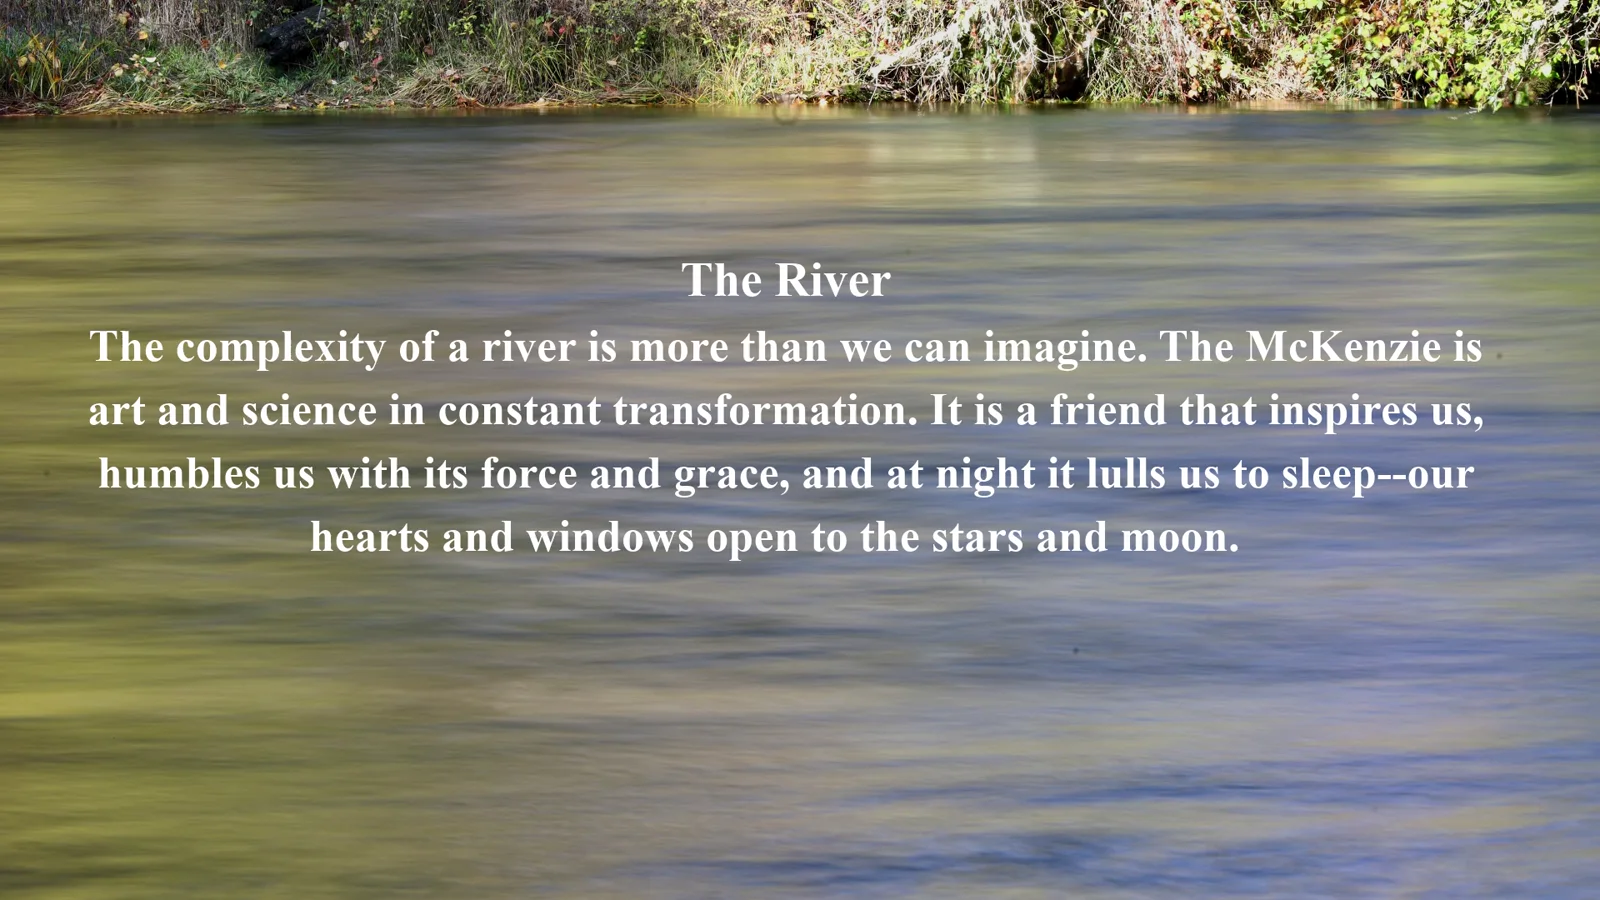 The River
The complexity of a river is more than we can imagine. The McKenzie is
art and science in constant transformation. It is a friend that inspires us,
humbles us with its force and grace, and at night it lulls us to sleep--our
hearts and windows open to the stars and moon.